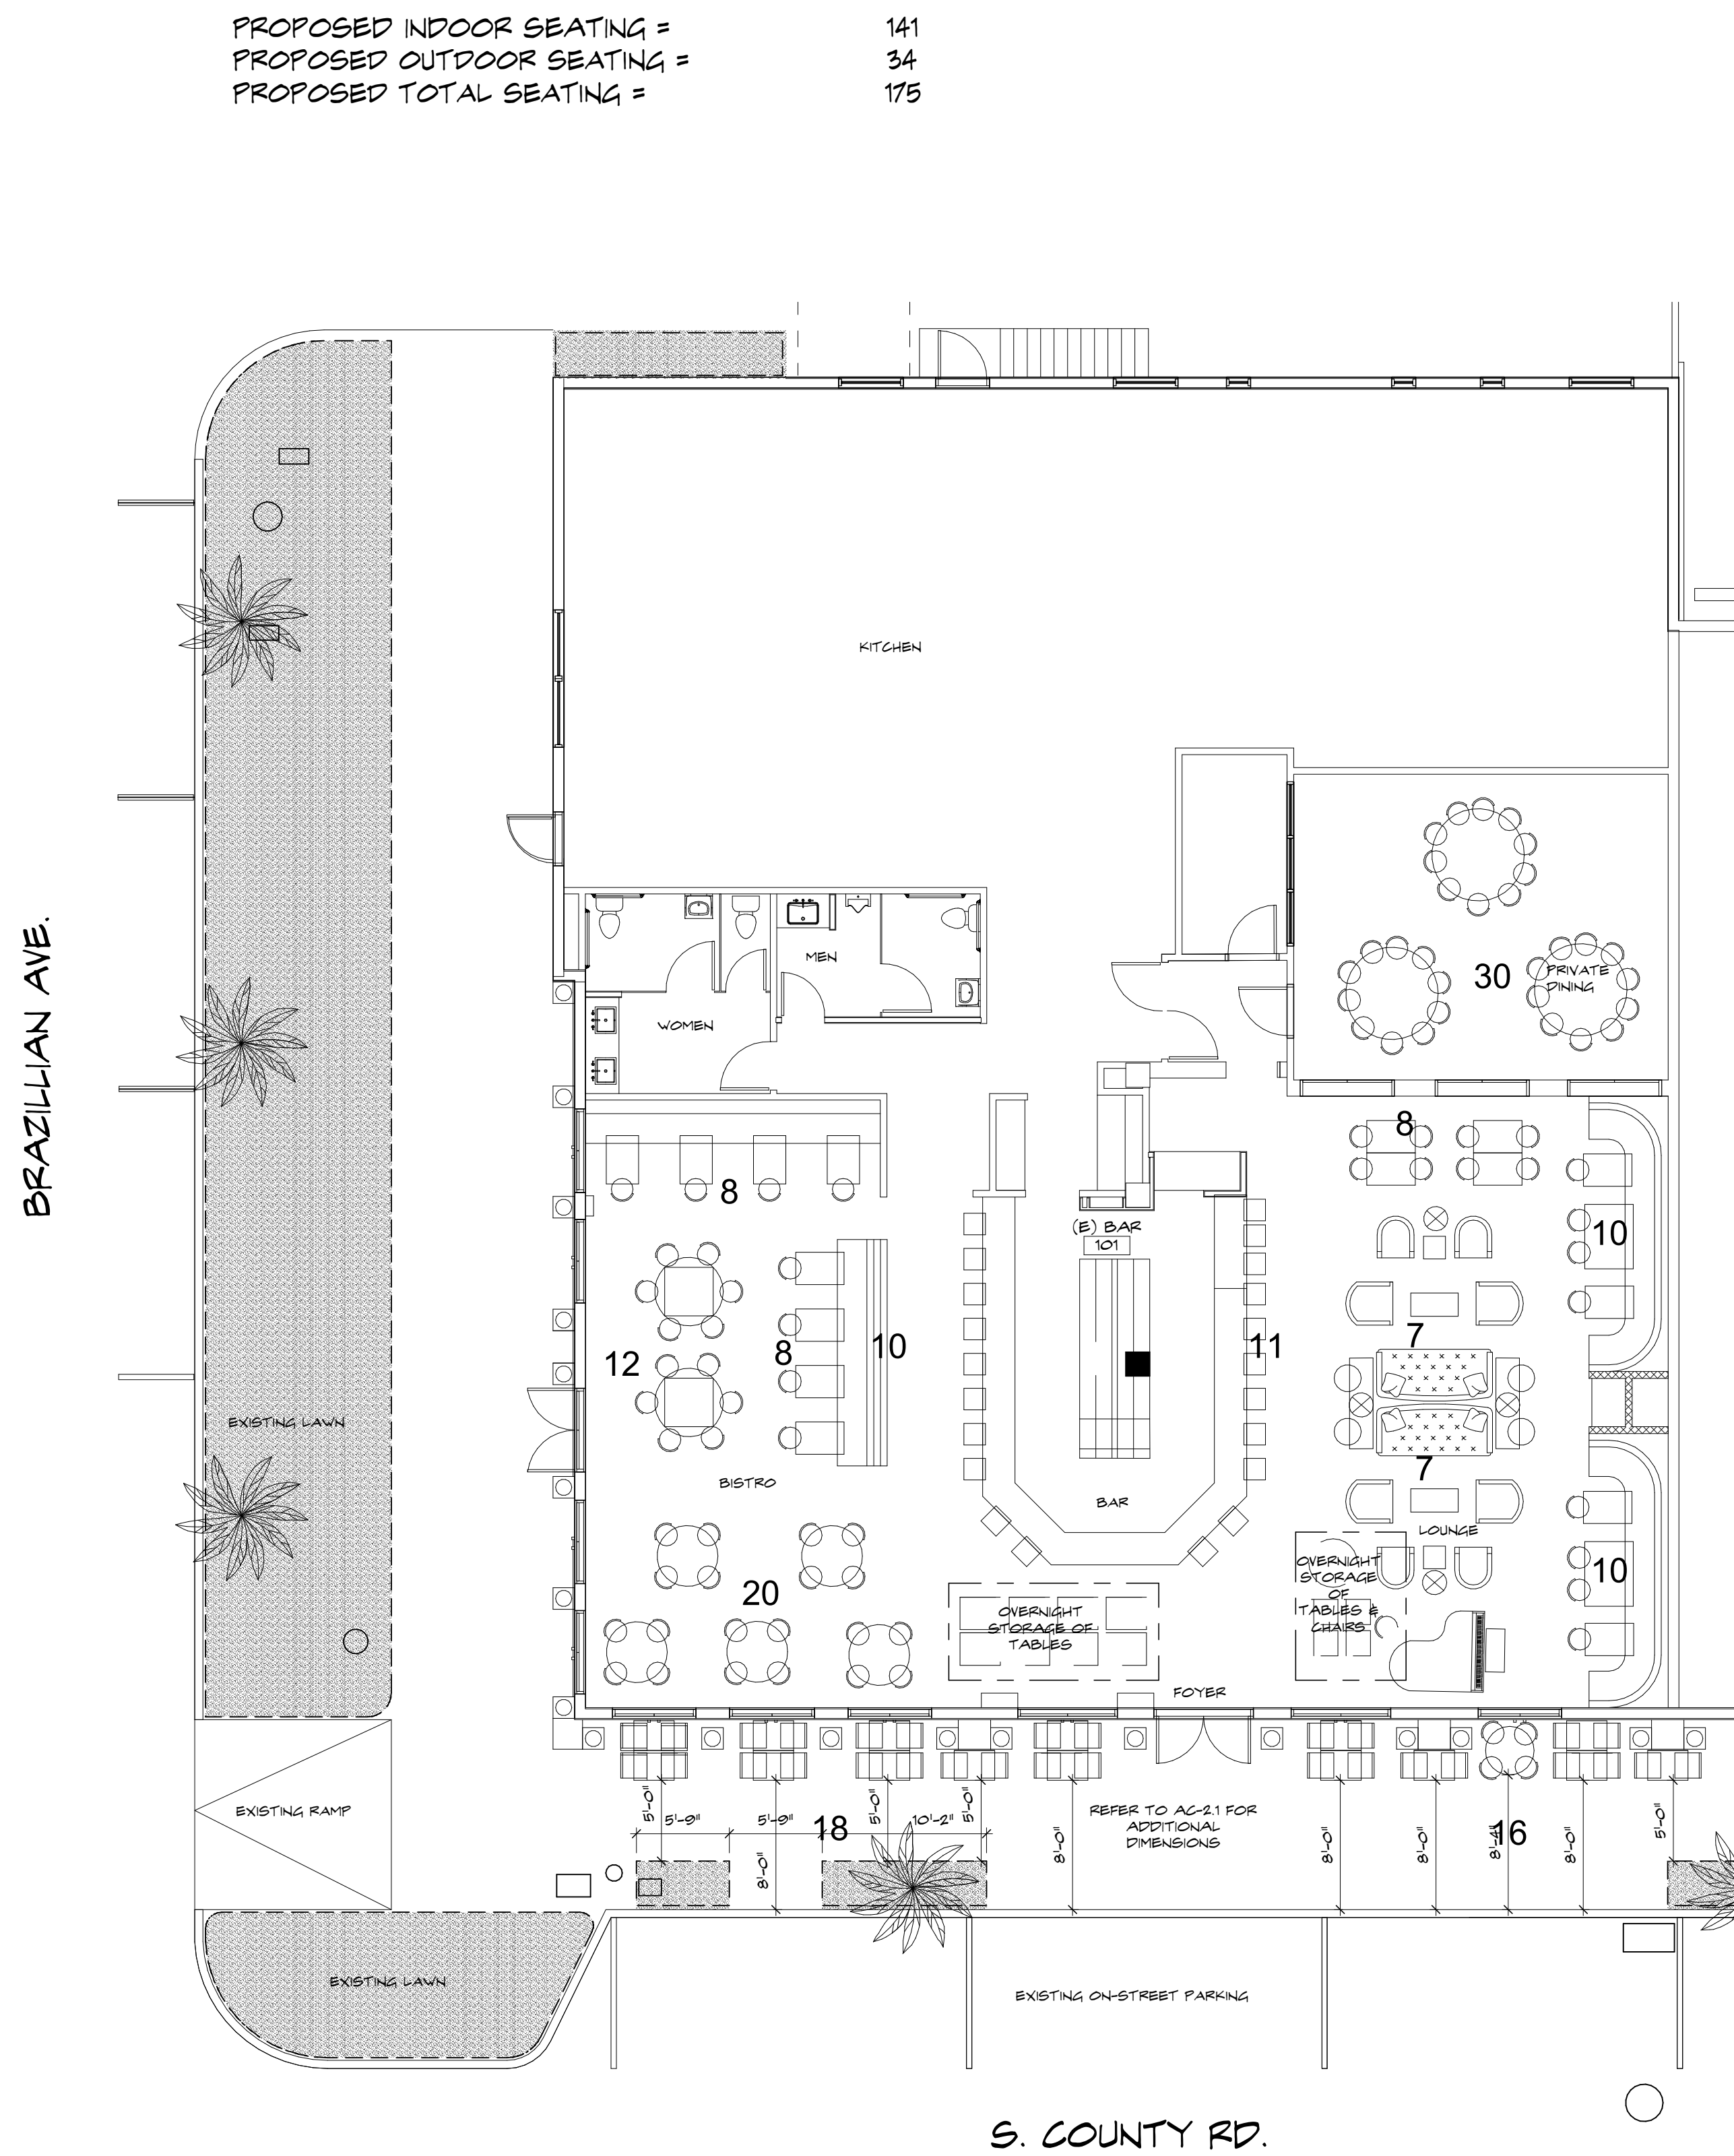 PROPOSED INDOOR SEATING = 141
PROPOSED OUTDOOR SEATING = 34
PROPOSED TOTAL SEATING = 175
KITCHEN
BRAZILLIAN AVE.
MEN
WOMEN
30
PRIVATE
DINING
8
8
(E) BAR
101
10
12
8
10
11
7
EXISTING LAWN
BISTRO
7
BAR
LOUNGE
10
20
OVERNIGHT
STORAGE
OF
TABLES &
CHAIRS
OVERNIGHT
STORAGE OF
TABLES
FOYER
EXISTING RAMP
5'-0"
5'-9"
5'-9"
18
5'-0"
10'-2"
5'-0"
8'-0"
8'-0"
REFER TO AC-2.1 FOR
ADDITIONAL
DIMENSIONS
8'-0"
8'-0"
8'-4"
16
8'-0"
5'-0"
EXISTING LAWN
EXISTING ON-STREET PARKING
S. COUNTY RD.